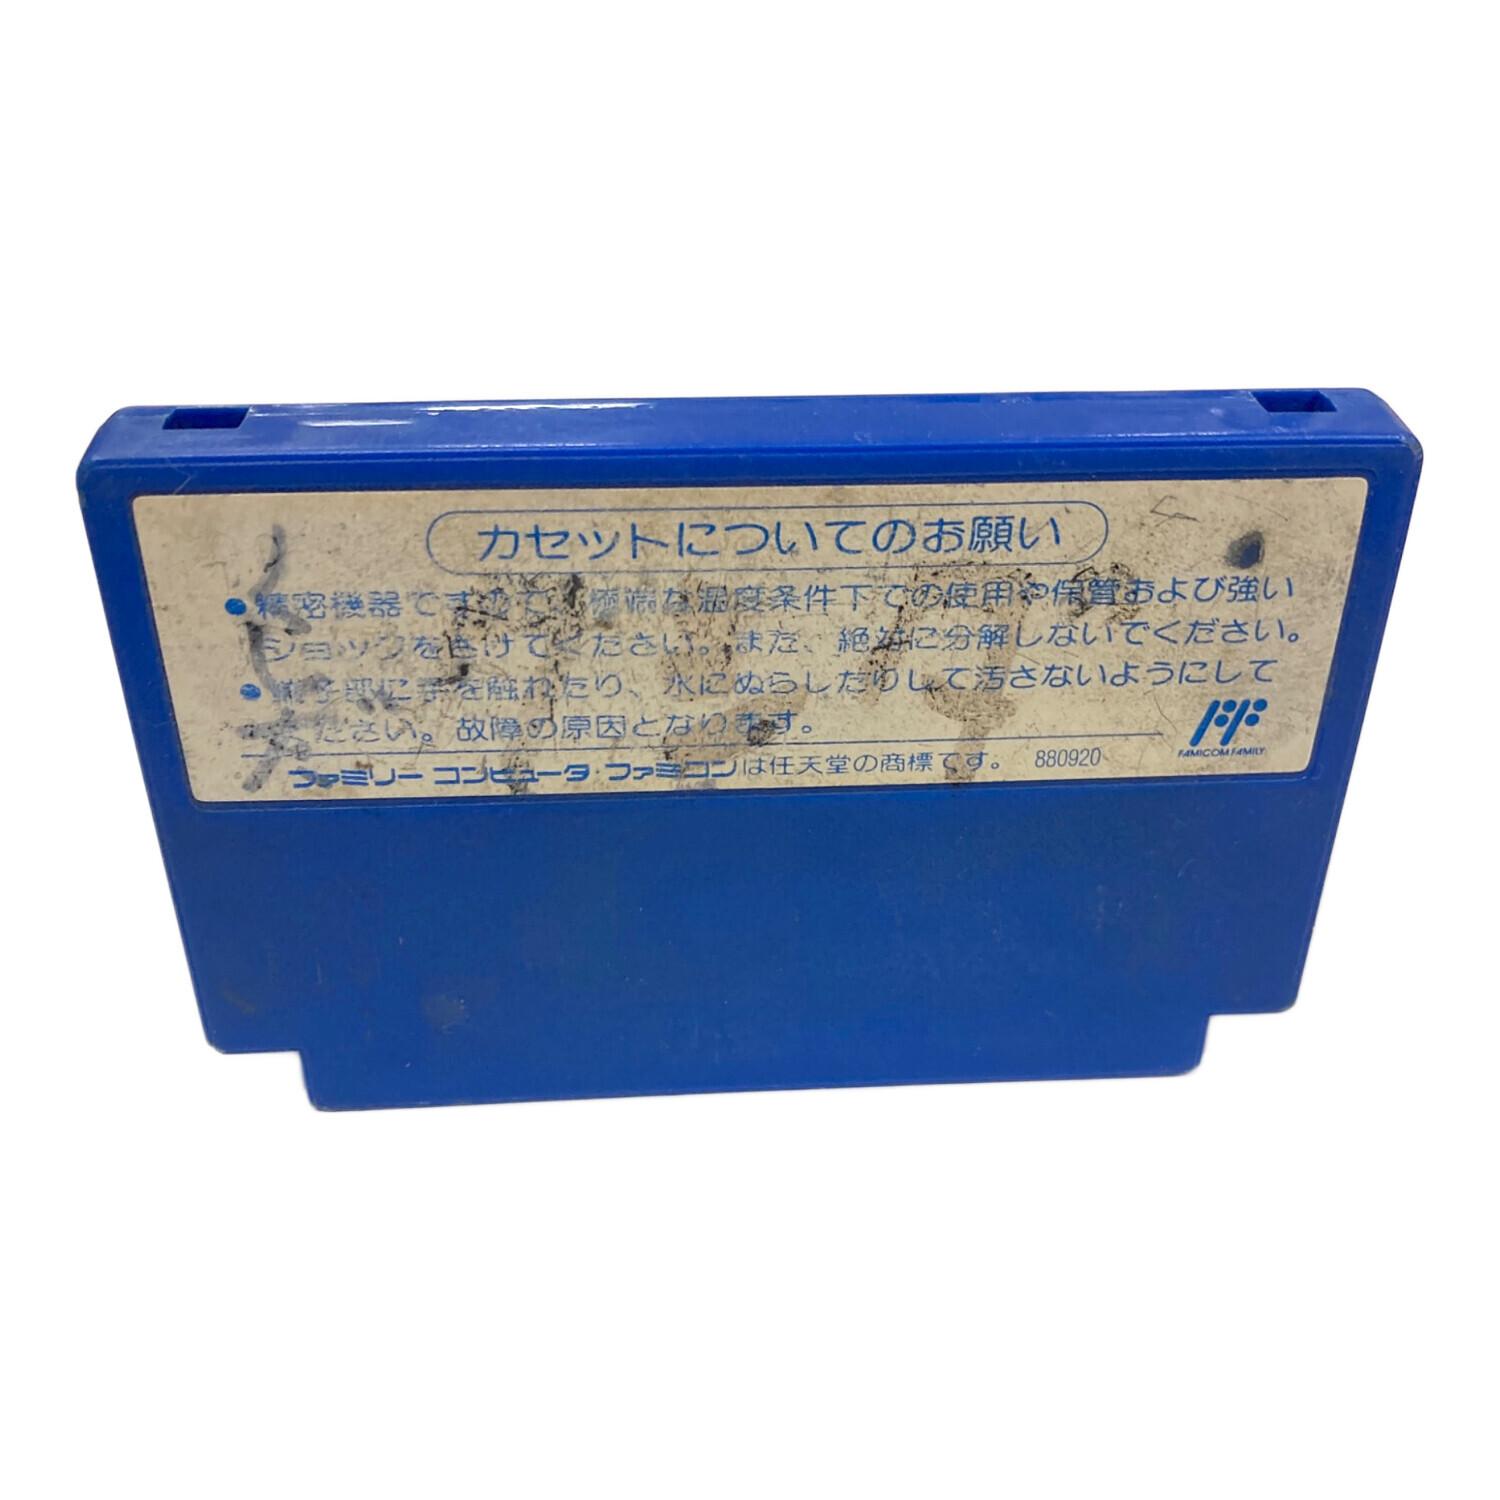 カセットについてのお願い
●精密機器ですので、極端な温度条件下での使用や保管および強い
ショックをさけてください。また、絶対に分解しないでください。
●端子部に手を触れたり、水にぬらしたりして汚さないようにして
ください。故障の原因となります。
FAMICOM FAMILY
ファミリーコンピュータ・ファミコンは任天堂の商標です。 880920